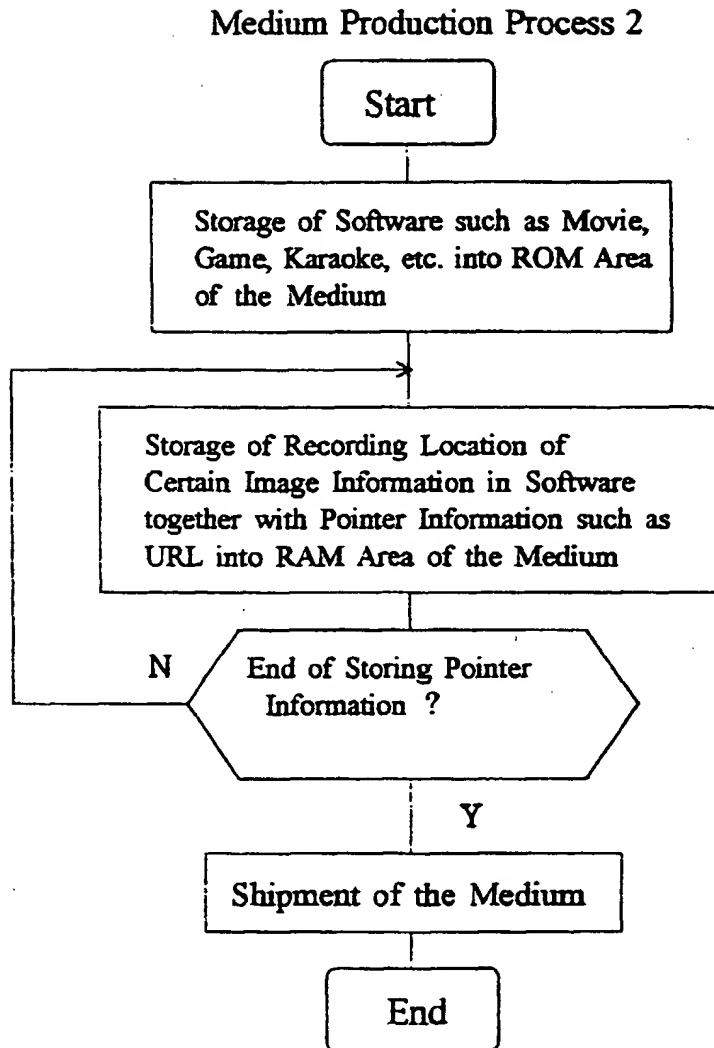 Medium Production Process 2
Start
Storage of Software such as Movie,
Game, Karaoke, etc. into ROM Area
of the Medium
Storage of Recording Location of
Certain Image Information in Software
together with Pointer Information such as
URL into RAM Area of the Medium
N
End of Storing Pointer
Information ?
Y
Shipment of the Medium
End